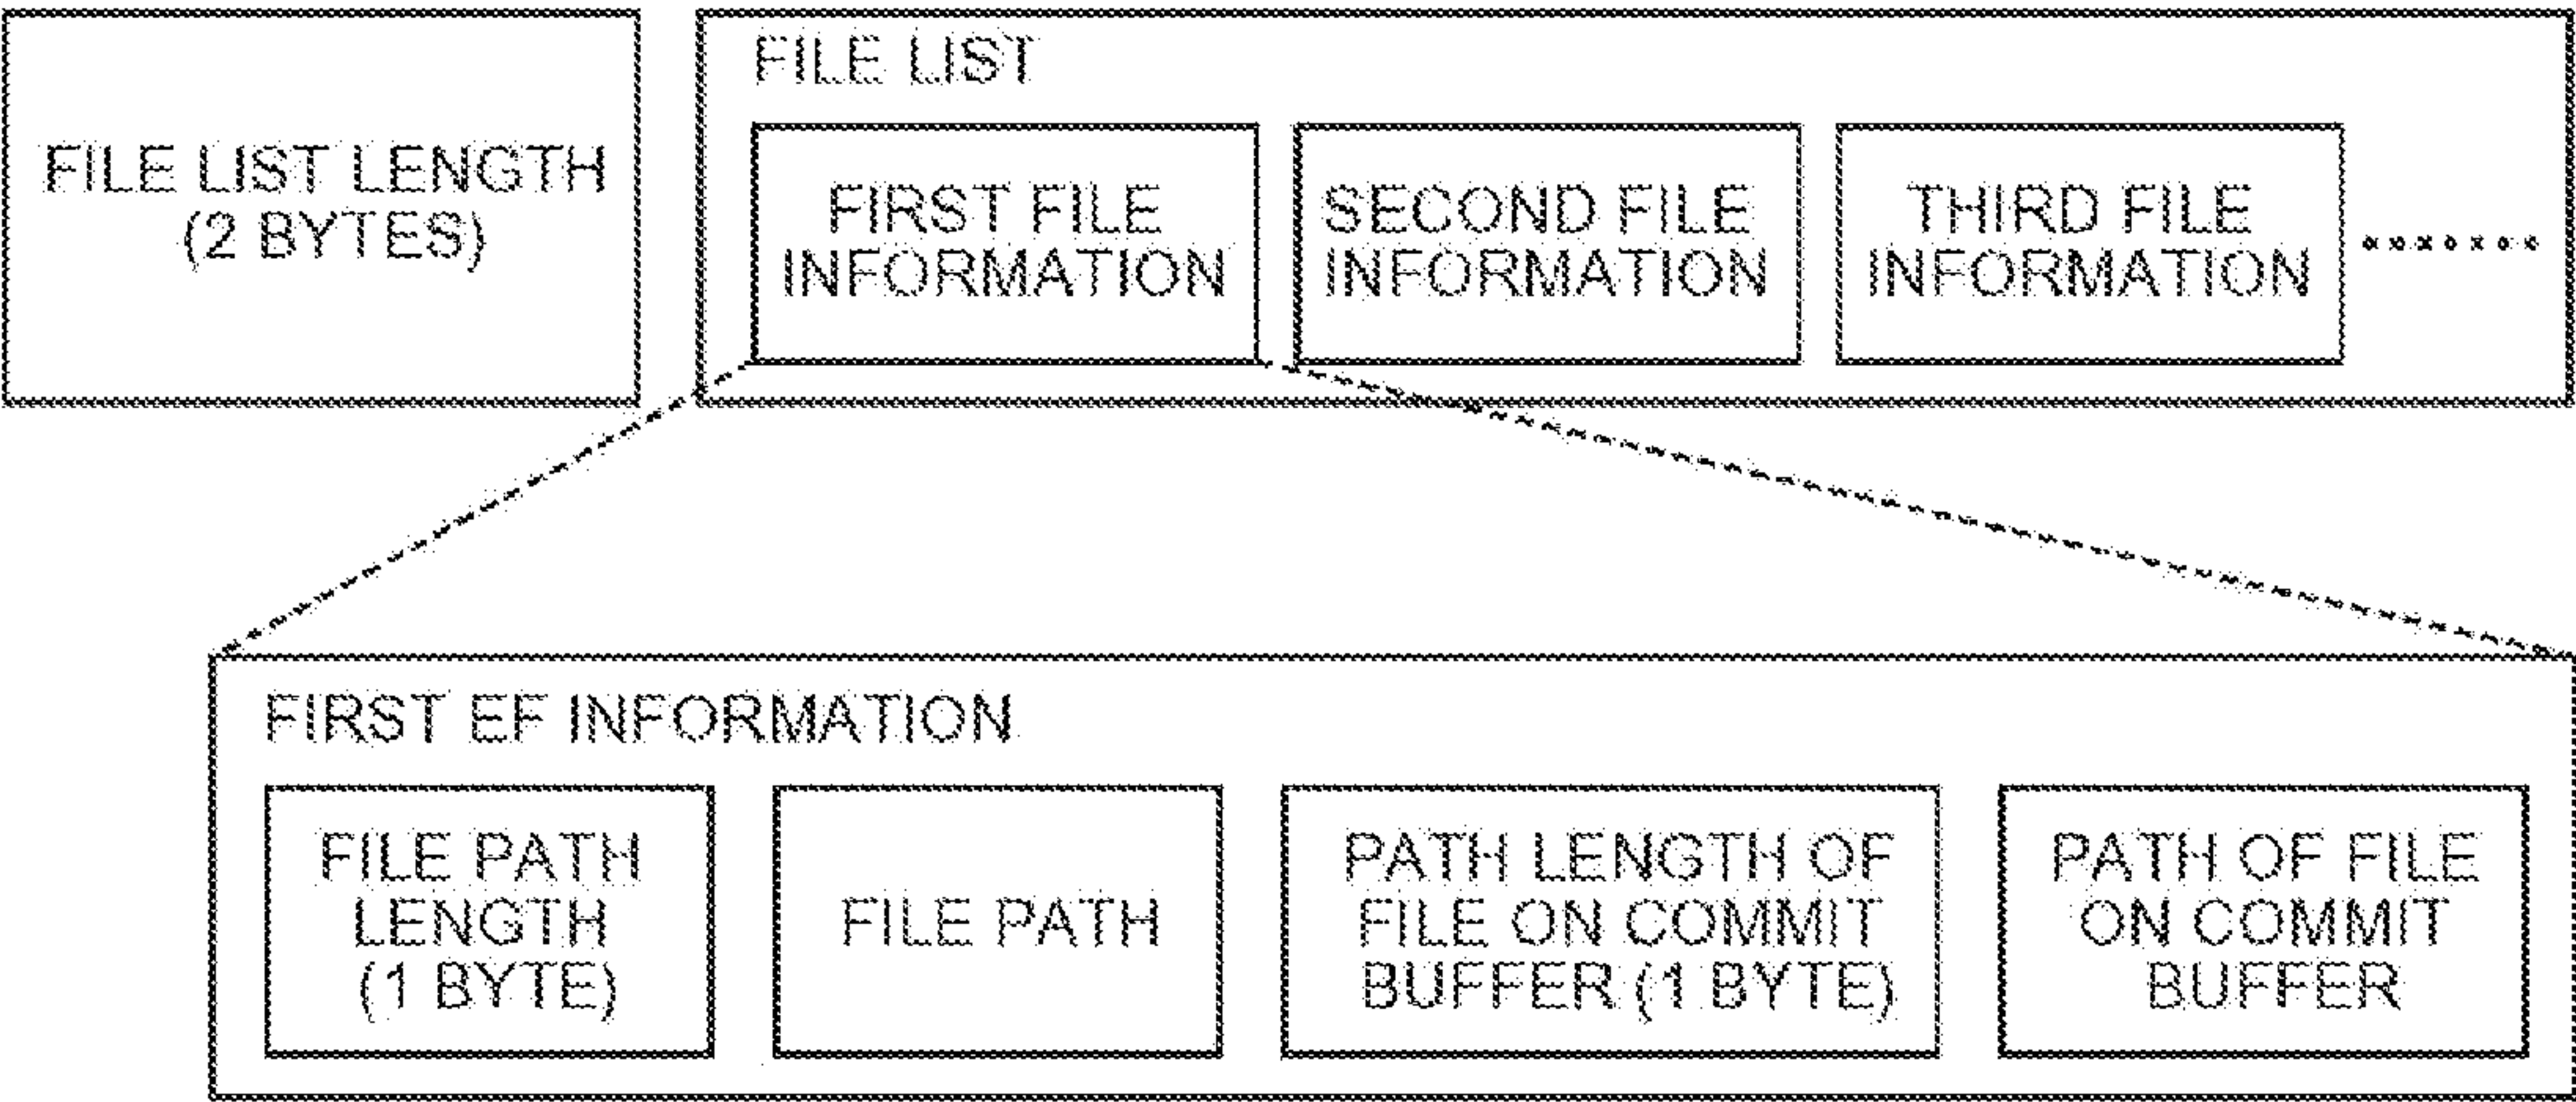 FILE LIST LENGTH
(2 BYTES)
FILE LIST
FIRST FILE
INFORMATION
SECOND FILE
INFORMATION
THIRD FILE
INFORMATION
........
FIRST EF INFORMATION
FILE PATH
LENGTH
(1 BYTE)
FILE PATH
PATH LENGTH OF
FILE ON COMMIT
BUFFER (1 BYTE)
PATH OF FILE
ON COMMIT
BUFFER